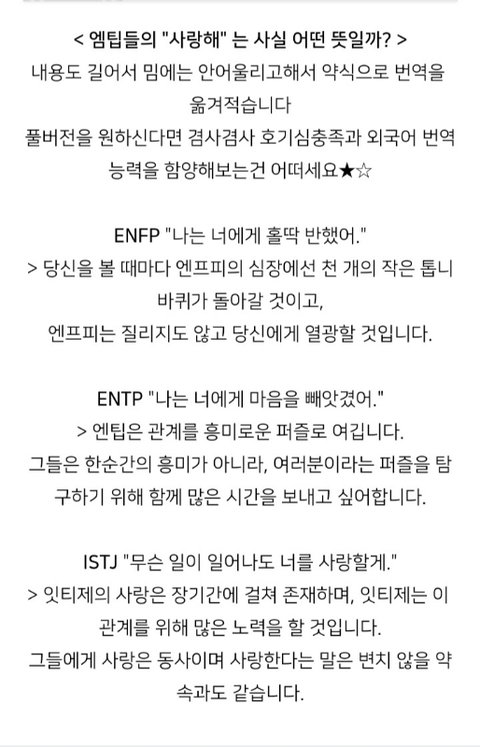 < 엠팁들의 "사랑해" 는 사실 어떤 뜻일까? >
내용도 길어서 밈에는 안어울리고해서 약식으로 번역을
옮겨적습니다
풀버전을 원하신다면 겸사겸사 호기심충족과 외국어 번역
능력을 함양해보는건 어떠세요★☆
ENFP "나는 너에게 홀딱 반했어."
> 당신을 볼 때마다 엔프피의 심장에선 천 개의 작은 톱니
바퀴가 돌아갈 것이고,
엔프피는 질리지도 않고 당신에게 열광할 것입니다.
ENTP "나는 너에게 마음을 빼앗겼어."
> 엔팁은 관계를 흥미로운 퍼즐로 여깁니다.
그들은 한순간의 흥미가 아니라, 여러분이라는 퍼즐을 탐
구하기 위해 함께 많은 시간을 보내고 싶어합니다.
ISTJ "무슨 일이 일어나도 너를 사랑할게."
> 잇티제의 사랑은 장기간에 걸쳐 존재하며, 잇티제는 이
관계를 위해 많은 노력을 할 것입니다.
그들에게 사랑은 동사이며 사랑한다는 말은 변치 않을 약
속과도 같습니다.